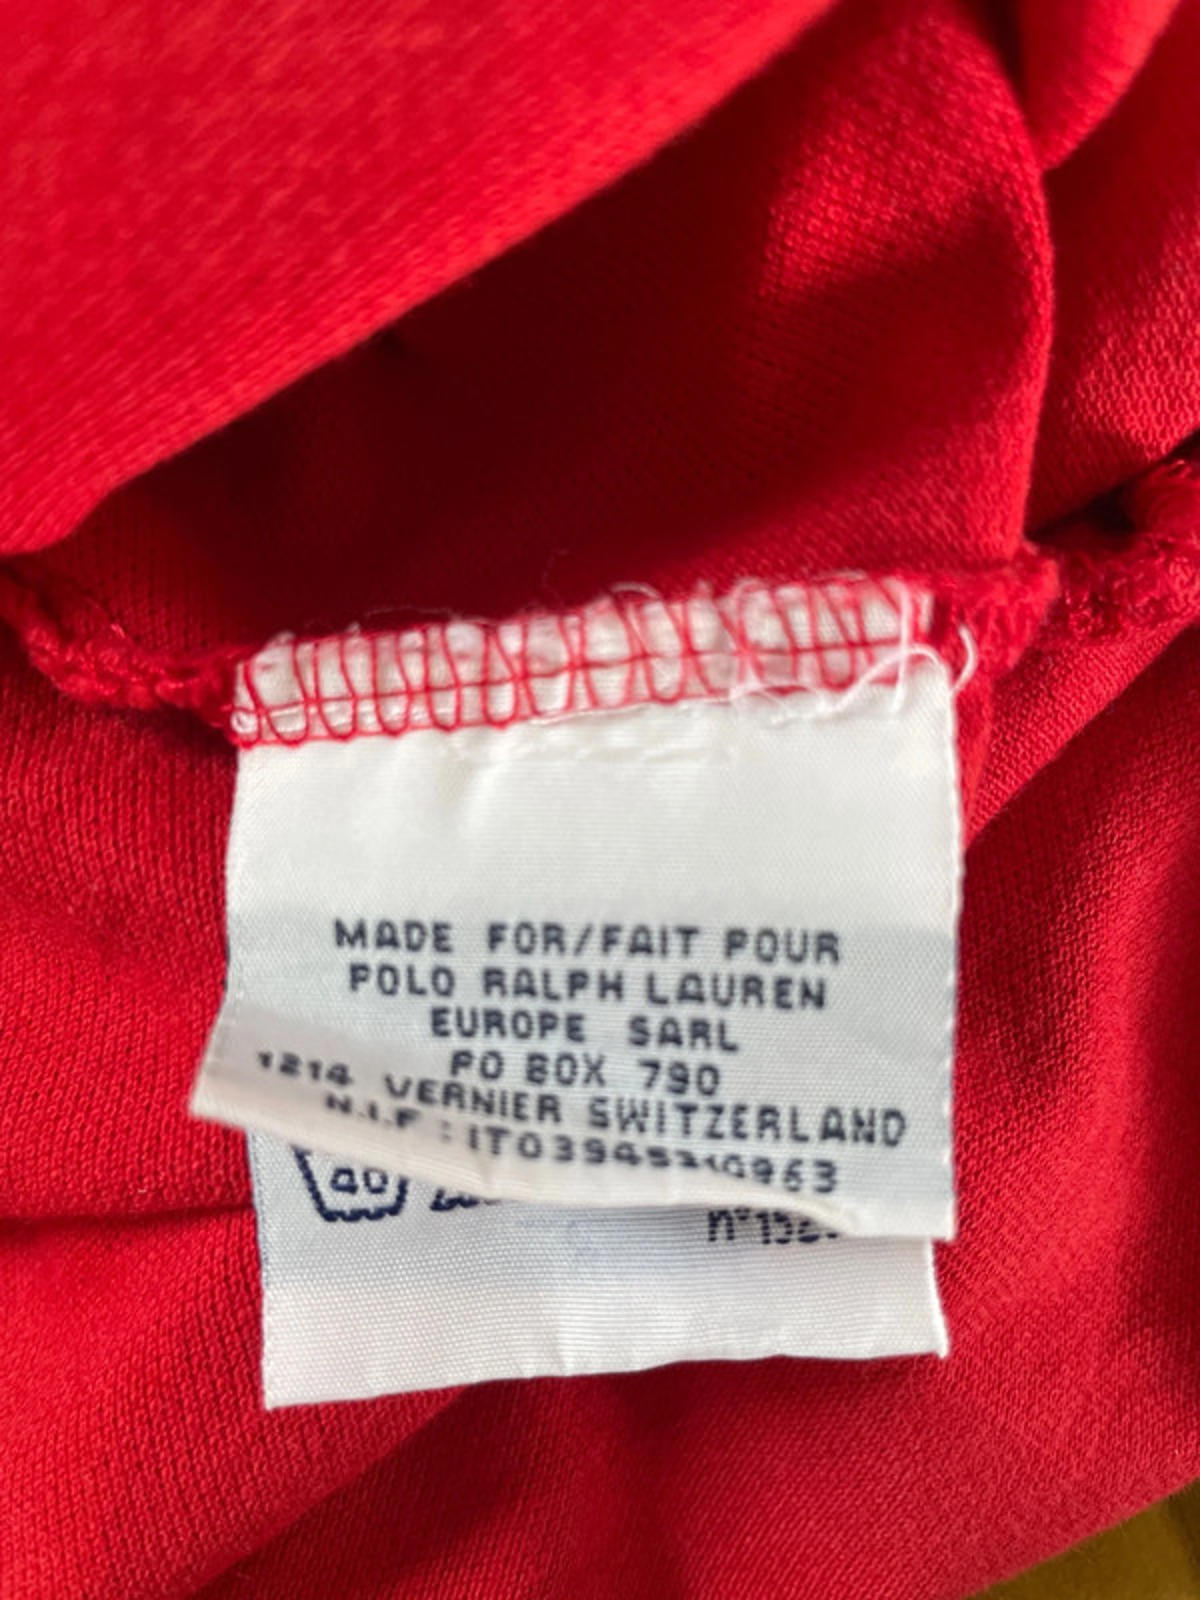 MADE FOR/FAIT POUR
POLO RALPH LAUREN
EUROPE SARL
PO BOX 790
1214 VERNIER SWITZERLAND
N.I.F :
40